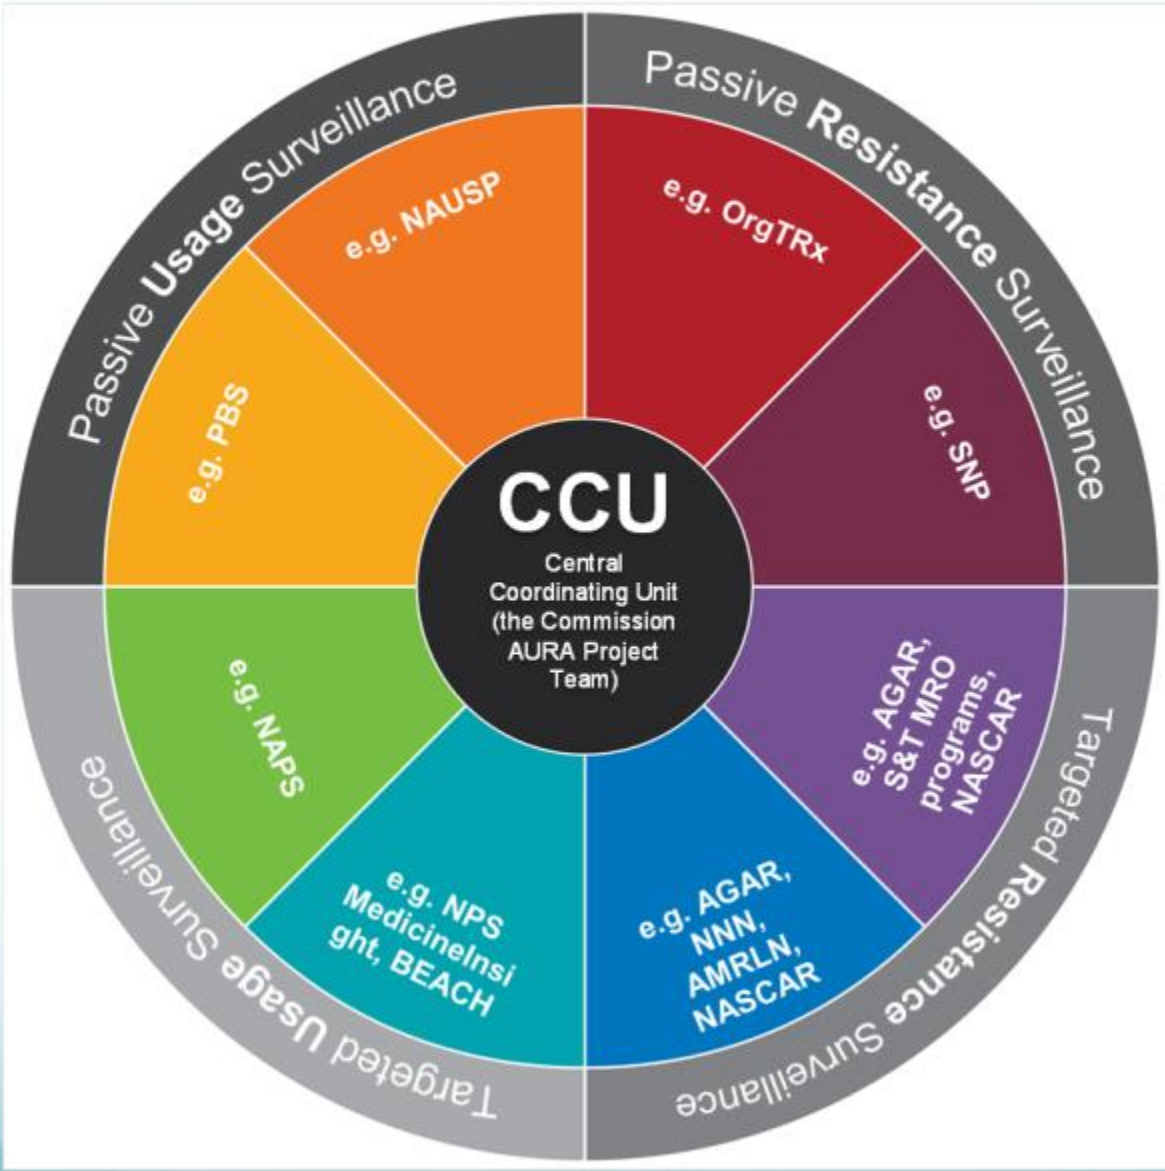 Passive Usage Surveillance
Passive Resistance Surveillance
e.g. NAUSP
e.g. OrgTRx
e.g. PBS
e.g. SNP
CCU
Central
Coordinating Unit
(the Commission
AURA Project
Team)
e.g. NAPS
e.g. AGAR,
S&T MRO
programs,
NASCAR
e.g. NPS
MedicineInsi
ght, BEACH
e.g. AGAR,
NNN,
AMRLN,
NASCAR
Targeted Usage Surveillance
Targeted Resistance Surveillance